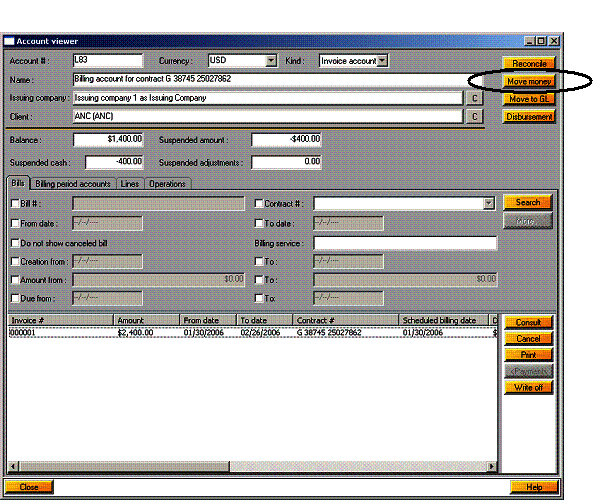 Account viewer
Account # : LB3 Currency : USD Kind : Invoice account Reconcile
Name : Billing account for contract G 38745 25027862 Move money
Issuing company : Issuing company 1 as Issuing Company C Move to GL
Client : ANC (ANC) C Disbursement
Balance : $1,400.00 Suspended amount : -$400.00
Suspended cash : -400.00 Suspended adjustments : 0.00
Bills Billing period accounts Lines Operations
Bill # : Contract # : Search
From date : --/--/---- To date : --/--/---- More...
Do not show canceled bill Billing service :
Creation from : --/--/---- To : --/--/----
Amount from : $0.00 To : $0.00
Due from : --/--/---- To: --/--/----
Invoice # Amount From date To date Contract # Scheduled billing date D
000001 $2,400.00 01/30/2006 02/26/2006 G 38745 25027862 01/30/2006 $
Consult
Cancel
Print
<Payments
Write off
Close Help